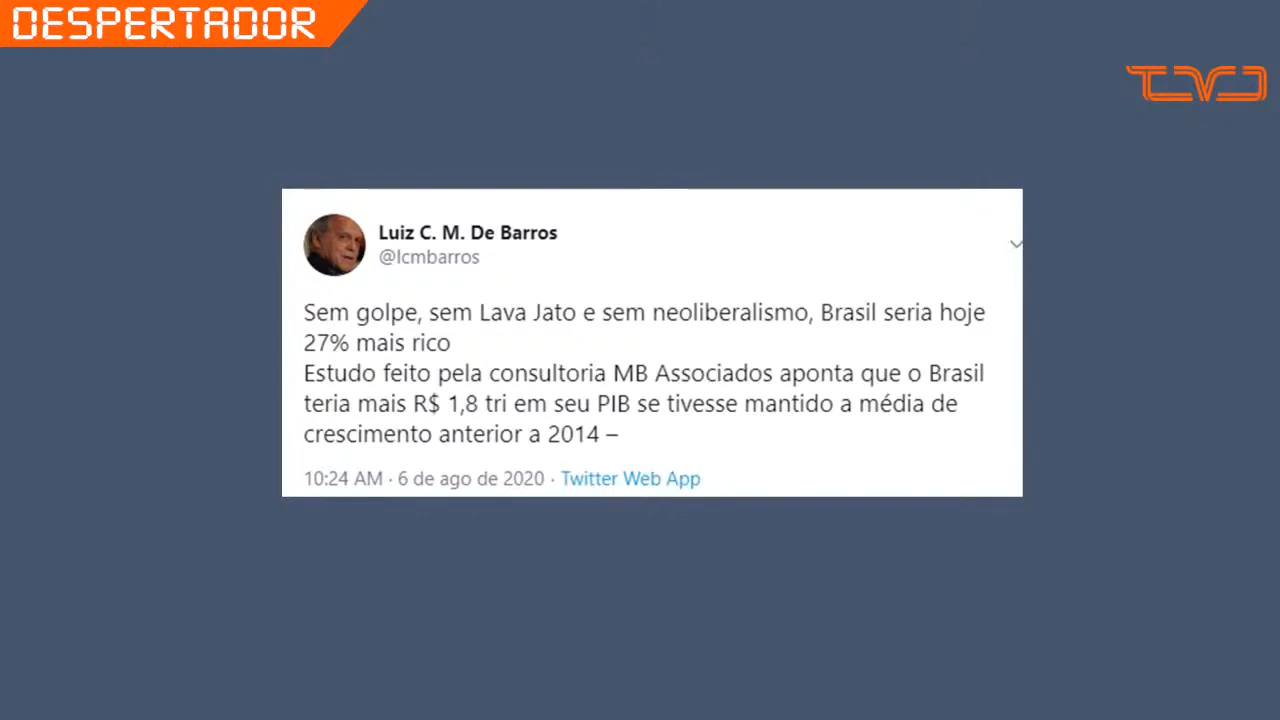 DESPERTADOR
TVD
Luiz C. M. De Barros
@lcmbarros
Sem golpe, sem Lava Jato e sem neoliberalismo, Brasil seria hoje
27% mais rico
Estudo feito pela consultoria MB Associados aponta que o Brasil
teria mais R$ 1,8 tri em seu PIB se tivesse mantido a média de
crescimento anterior a 2014 –
10:24 AM · 6 de ago de 2020 · Twitter Web App